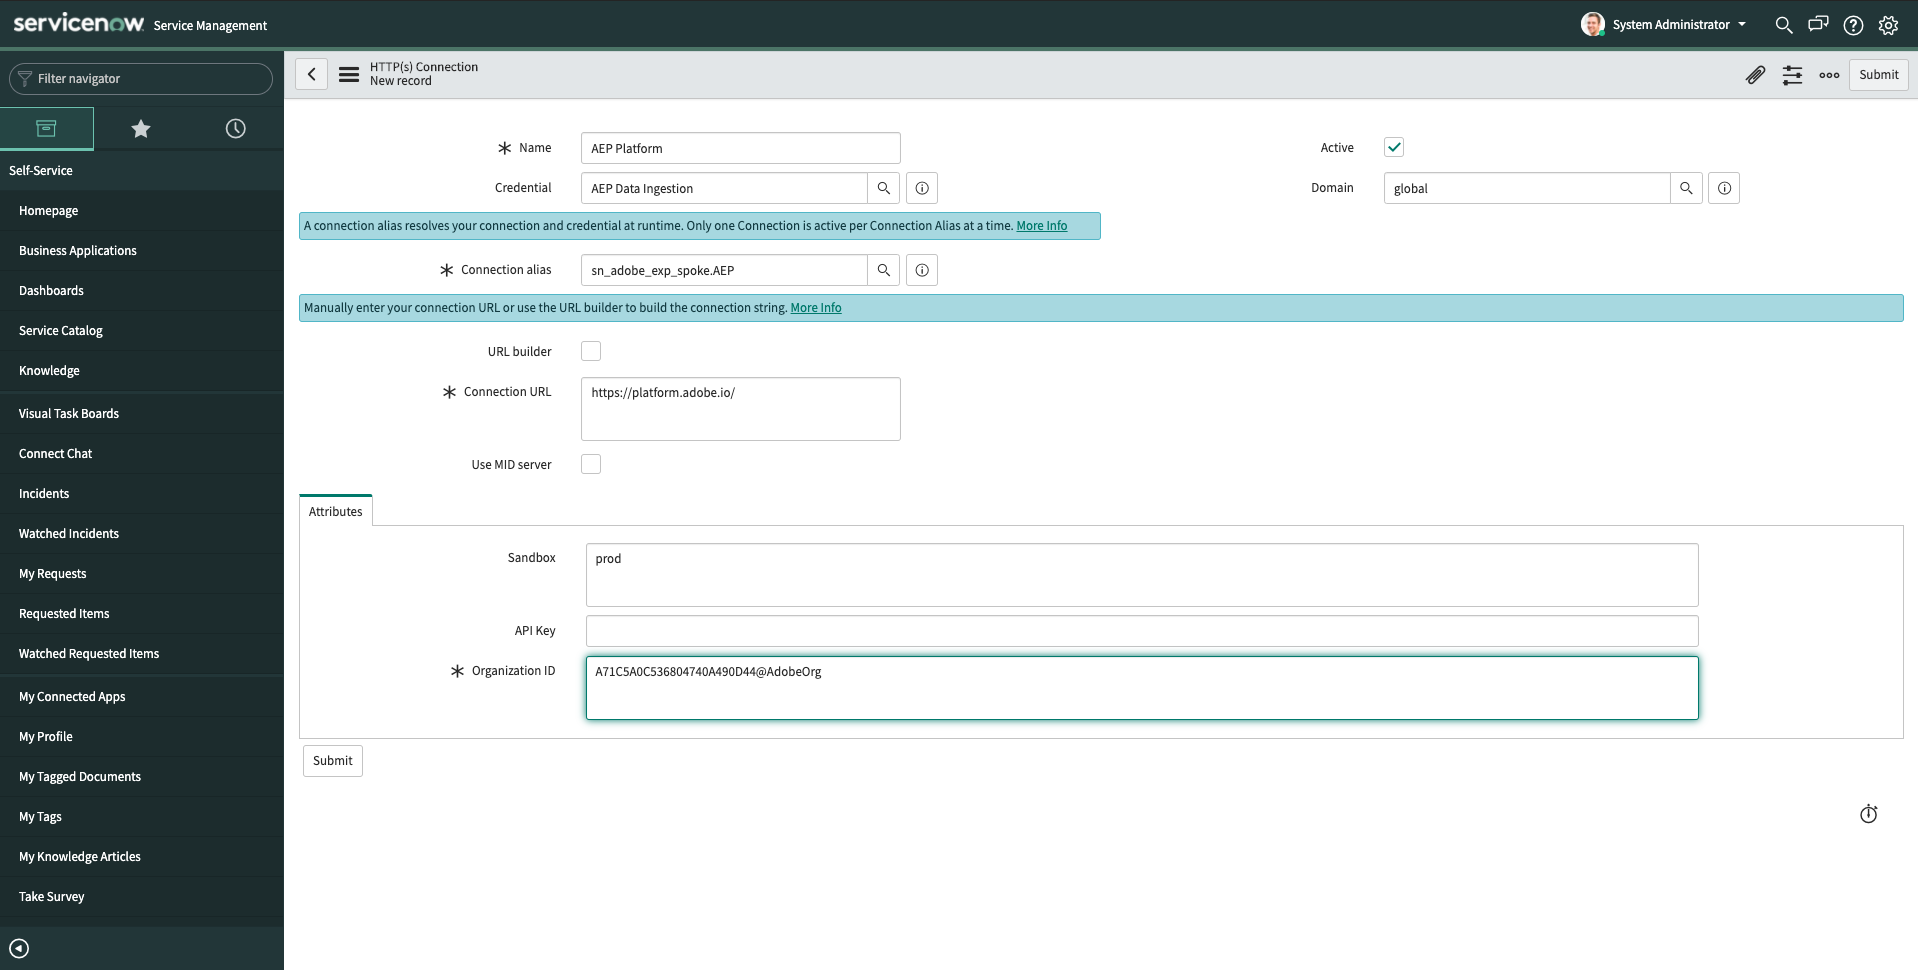 servicenow Service Management
System Administrator
Filter navigator
Self-Service
Homepage
Business Applications
Dashboards
Service Catalog
Knowledge
Visual Task Boards
Connect Chat
Incidents
Watched Incidents
My Requests
Requested Items
Watched Requested Items
My Connected Apps
My Profile
My Tagged Documents
My Tags
My Knowledge Articles
Take Survey
HTTP(s) Connection
New record
Submit
Name AEP Platform
Active
Credential AEP Data Ingestion
Domain global
A connection alias resolves your connection and credential at runtime. Only one Connection is active per Connection Alias at a time. More Info
Connection alias sn_adobe_exp_spoke.AEP
Manually enter your connection URL or use the URL builder to build the connection string. More Info
URL builder
Connection URL https://platform.adobe.io/
Use MID server
Attributes
Sandbox prod
API Key
Organization ID A71C5A0C536804740A490D44@AdobeOrg
Submit